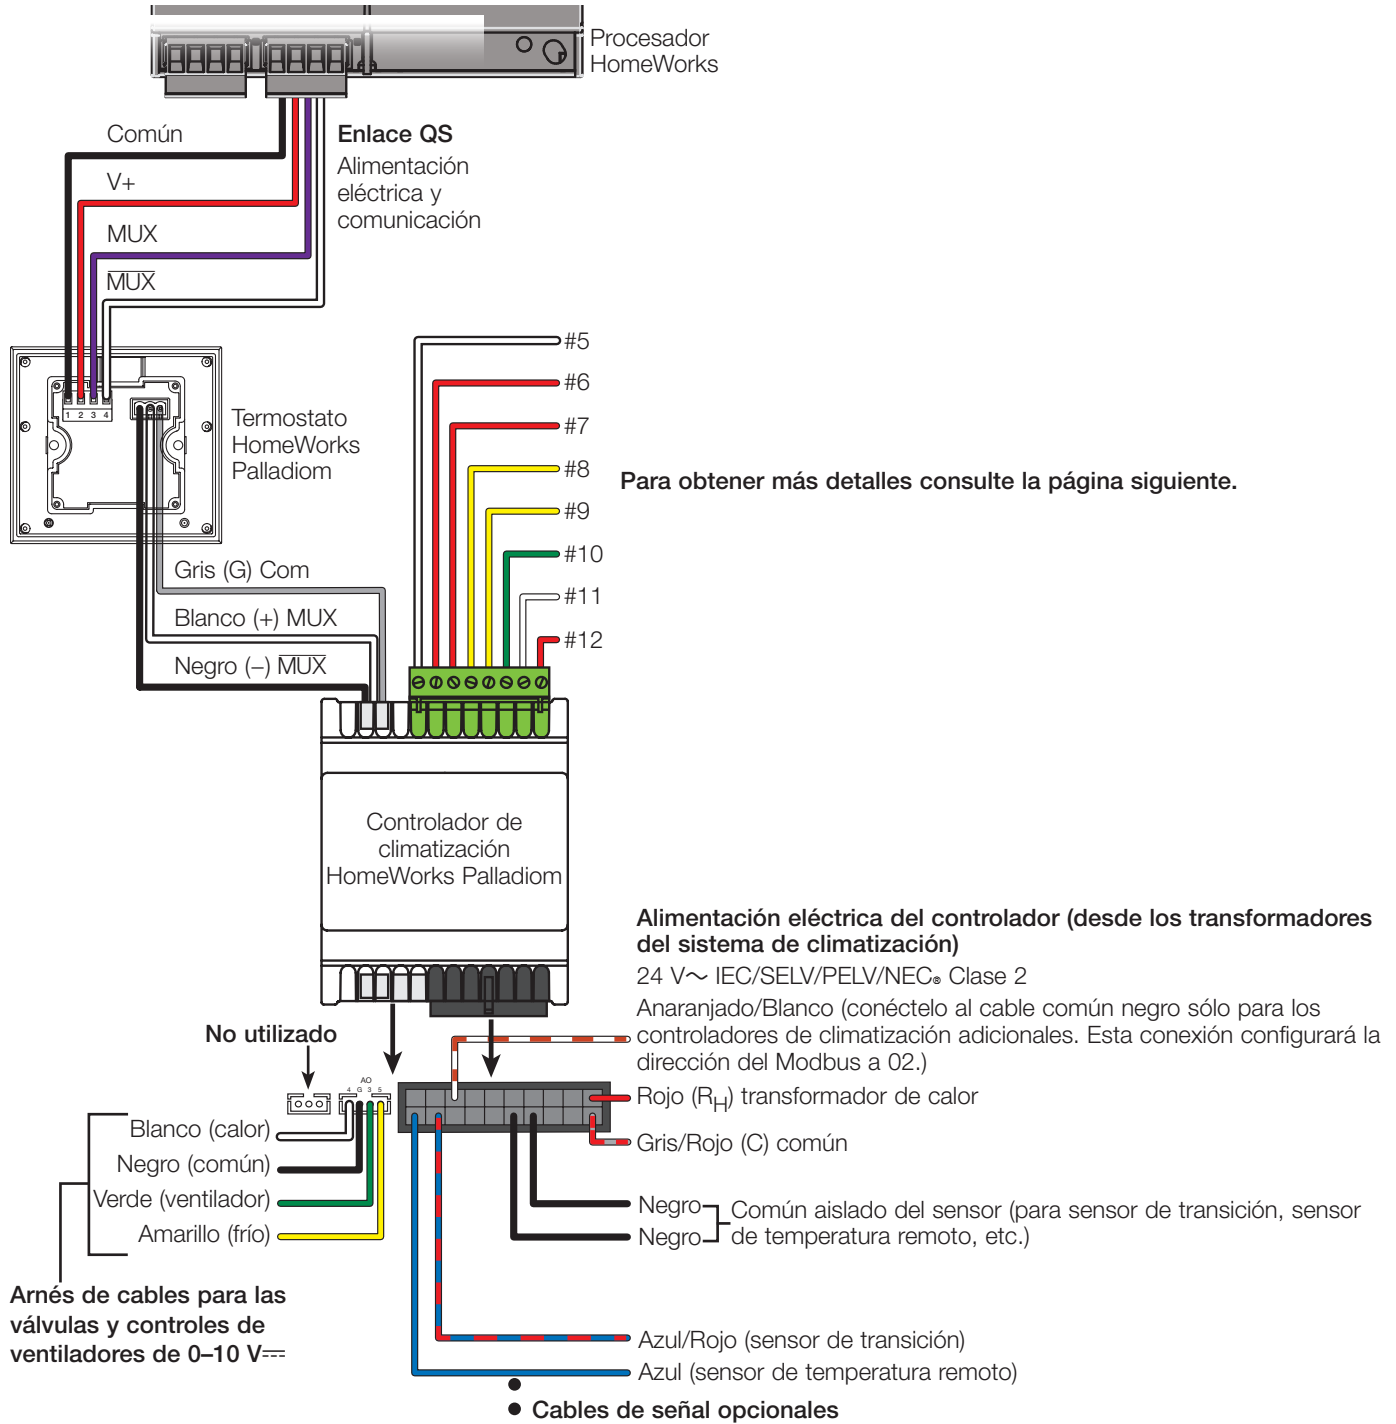 Procesador
HomeWorks
Común
V+
MUX
M̅U̅X̅
Enlace QS
Alimentación
eléctrica y
comunicación
1 2 3 4
Termostato
HomeWorks
Palladiom
#5
#6
#7
#8
#9
#10
#11
#12
Para obtener más detalles consulte la página siguiente.
Gris (G) Com
Blanco (+) MUX
Negro (–) M̅U̅X̅
Controlador de
climatización
HomeWorks Palladiom
Alimentación eléctrica del controlador (desde los transformadores
del sistema de climatización)
24 V~ IEC/SELV/PELV/NEC® Clase 2
Anaranjado/Blanco (conéctelo al cable común negro sólo para los
controladores de climatización adicionales. Esta conexión configurará la
dirección del Modbus a 02.)
Rojo (RH) transformador de calor
Gris/Rojo (C) común
No utilizado
AO
4 G 3 5
Blanco (calor)
Negro (común)
Verde (ventilador)
Amarillo (frío)
Arnés de cables para las
válvulas y controles de
ventiladores de 0–10 V⎓
Negro
Negro
Común aislado del sensor (para sensor de transición, sensor
de temperatura remoto, etc.)
Azul/Rojo (sensor de transición)
Azul (sensor de temperatura remoto)
•
• Cables de señal opcionales